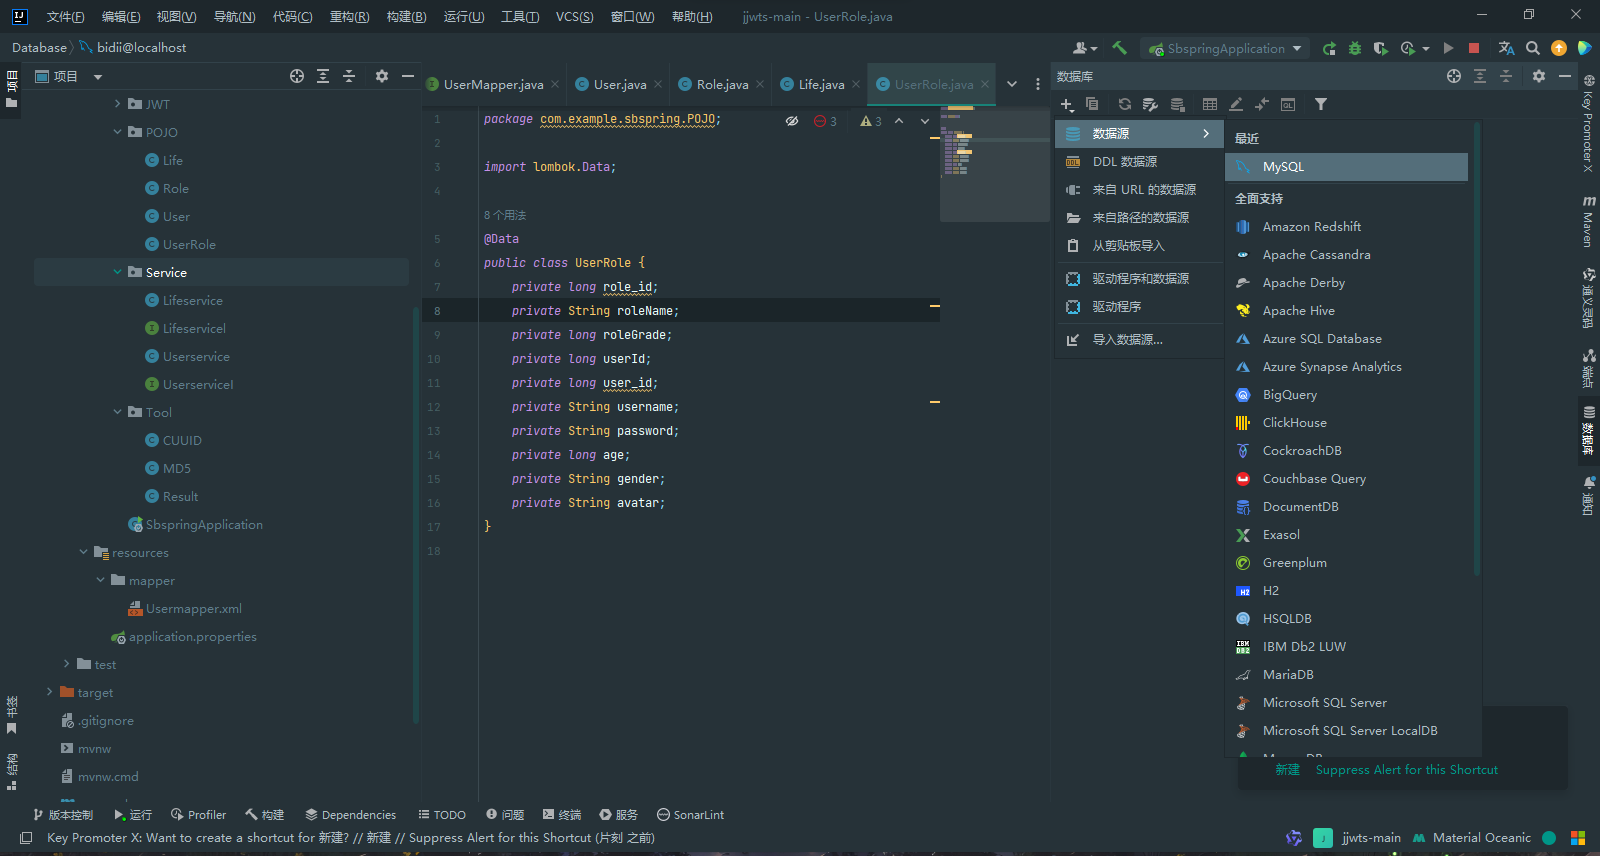 文件(F) 编辑(E) 视图(V) 导航(N) 代码(C) 重构(R) 构建(B) 运行(U) 工具(T) VCS(S) 窗口(W) 帮助(H) jjwts-main - UserRole.java
Database bidii@localhost
SbspringApplication
项目
项目
JWT
POJO
Life
Role
User
UserRole
Service
Lifeservice
LifeserviceI
Userservice
UserserviceI
Tool
CUUID
MD5
Result
SbspringApplication
resources
mapper
Usermapper.xml
application.properties
test
target
.gitignore
mvnw
mvnw.cmd
书签
结构
UserMapper.java User.java Role.java Life.java UserRole.java
3 3
1 package com.example.sbspring.POJO;
2
3 import lombok.Data;
4
8 个用法
5 @Data
6 public class UserRole {
7 private long role_id;
8 private String roleName;
9 private long roleGrade;
10 private long userId;
11 private long user_id;
12 private String username;
13 private String password;
14 private long age;
15 private String gender;
16 private String avatar;
17 }
18
数据库
数据源
DDL 数据源
来自 URL 的数据源
来自路径的数据源
从剪贴板导入
驱动程序和数据源
驱动程序
导入数据源...
最近
MySQL
全面支持
Amazon Redshift
Apache Cassandra
Apache Derby
Apache Hive
Azure SQL Database
Azure Synapse Analytics
BigQuery
ClickHouse
CockroachDB
Couchbase Query
DocumentDB
Exasol
Greenplum
H2
HSQLDB
IBM Db2 LUW
MariaDB
Microsoft SQL Server
Microsoft SQL Server LocalDB
新建 Suppress Alert for this Shortcut
Key Promoter X
Maven
通义灵码
端点
数据库
通知
版本控制 运行 Profiler 构建 Dependencies TODO 问题 终端 服务 SonarLint
Key Promoter X: Want to create a shortcut for 新建? // 新建 // Suppress Alert for this Shortcut (片刻 之前) jjwts-main Material Oceanic